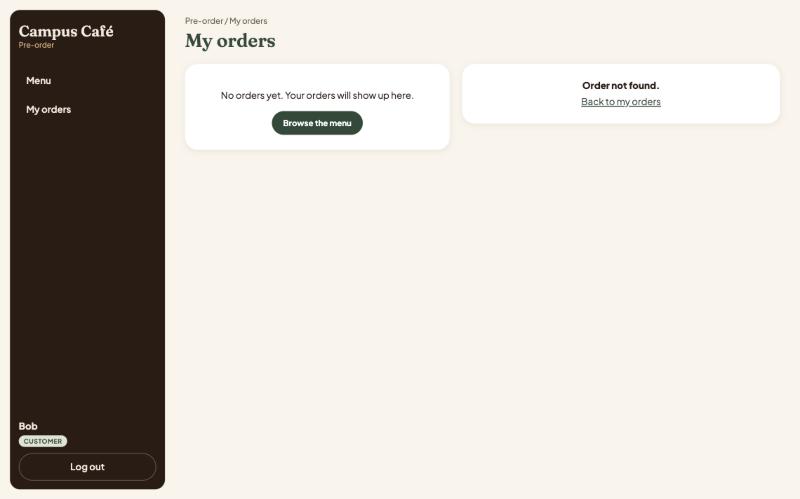 Campus Café
Pre-order
Menu
My orders
Bob
CUSTOMER
Log out
Pre-order / My orders
My orders
No orders yet. Your orders will show up here.
Browse the menu
Order not found.
Back to my orders